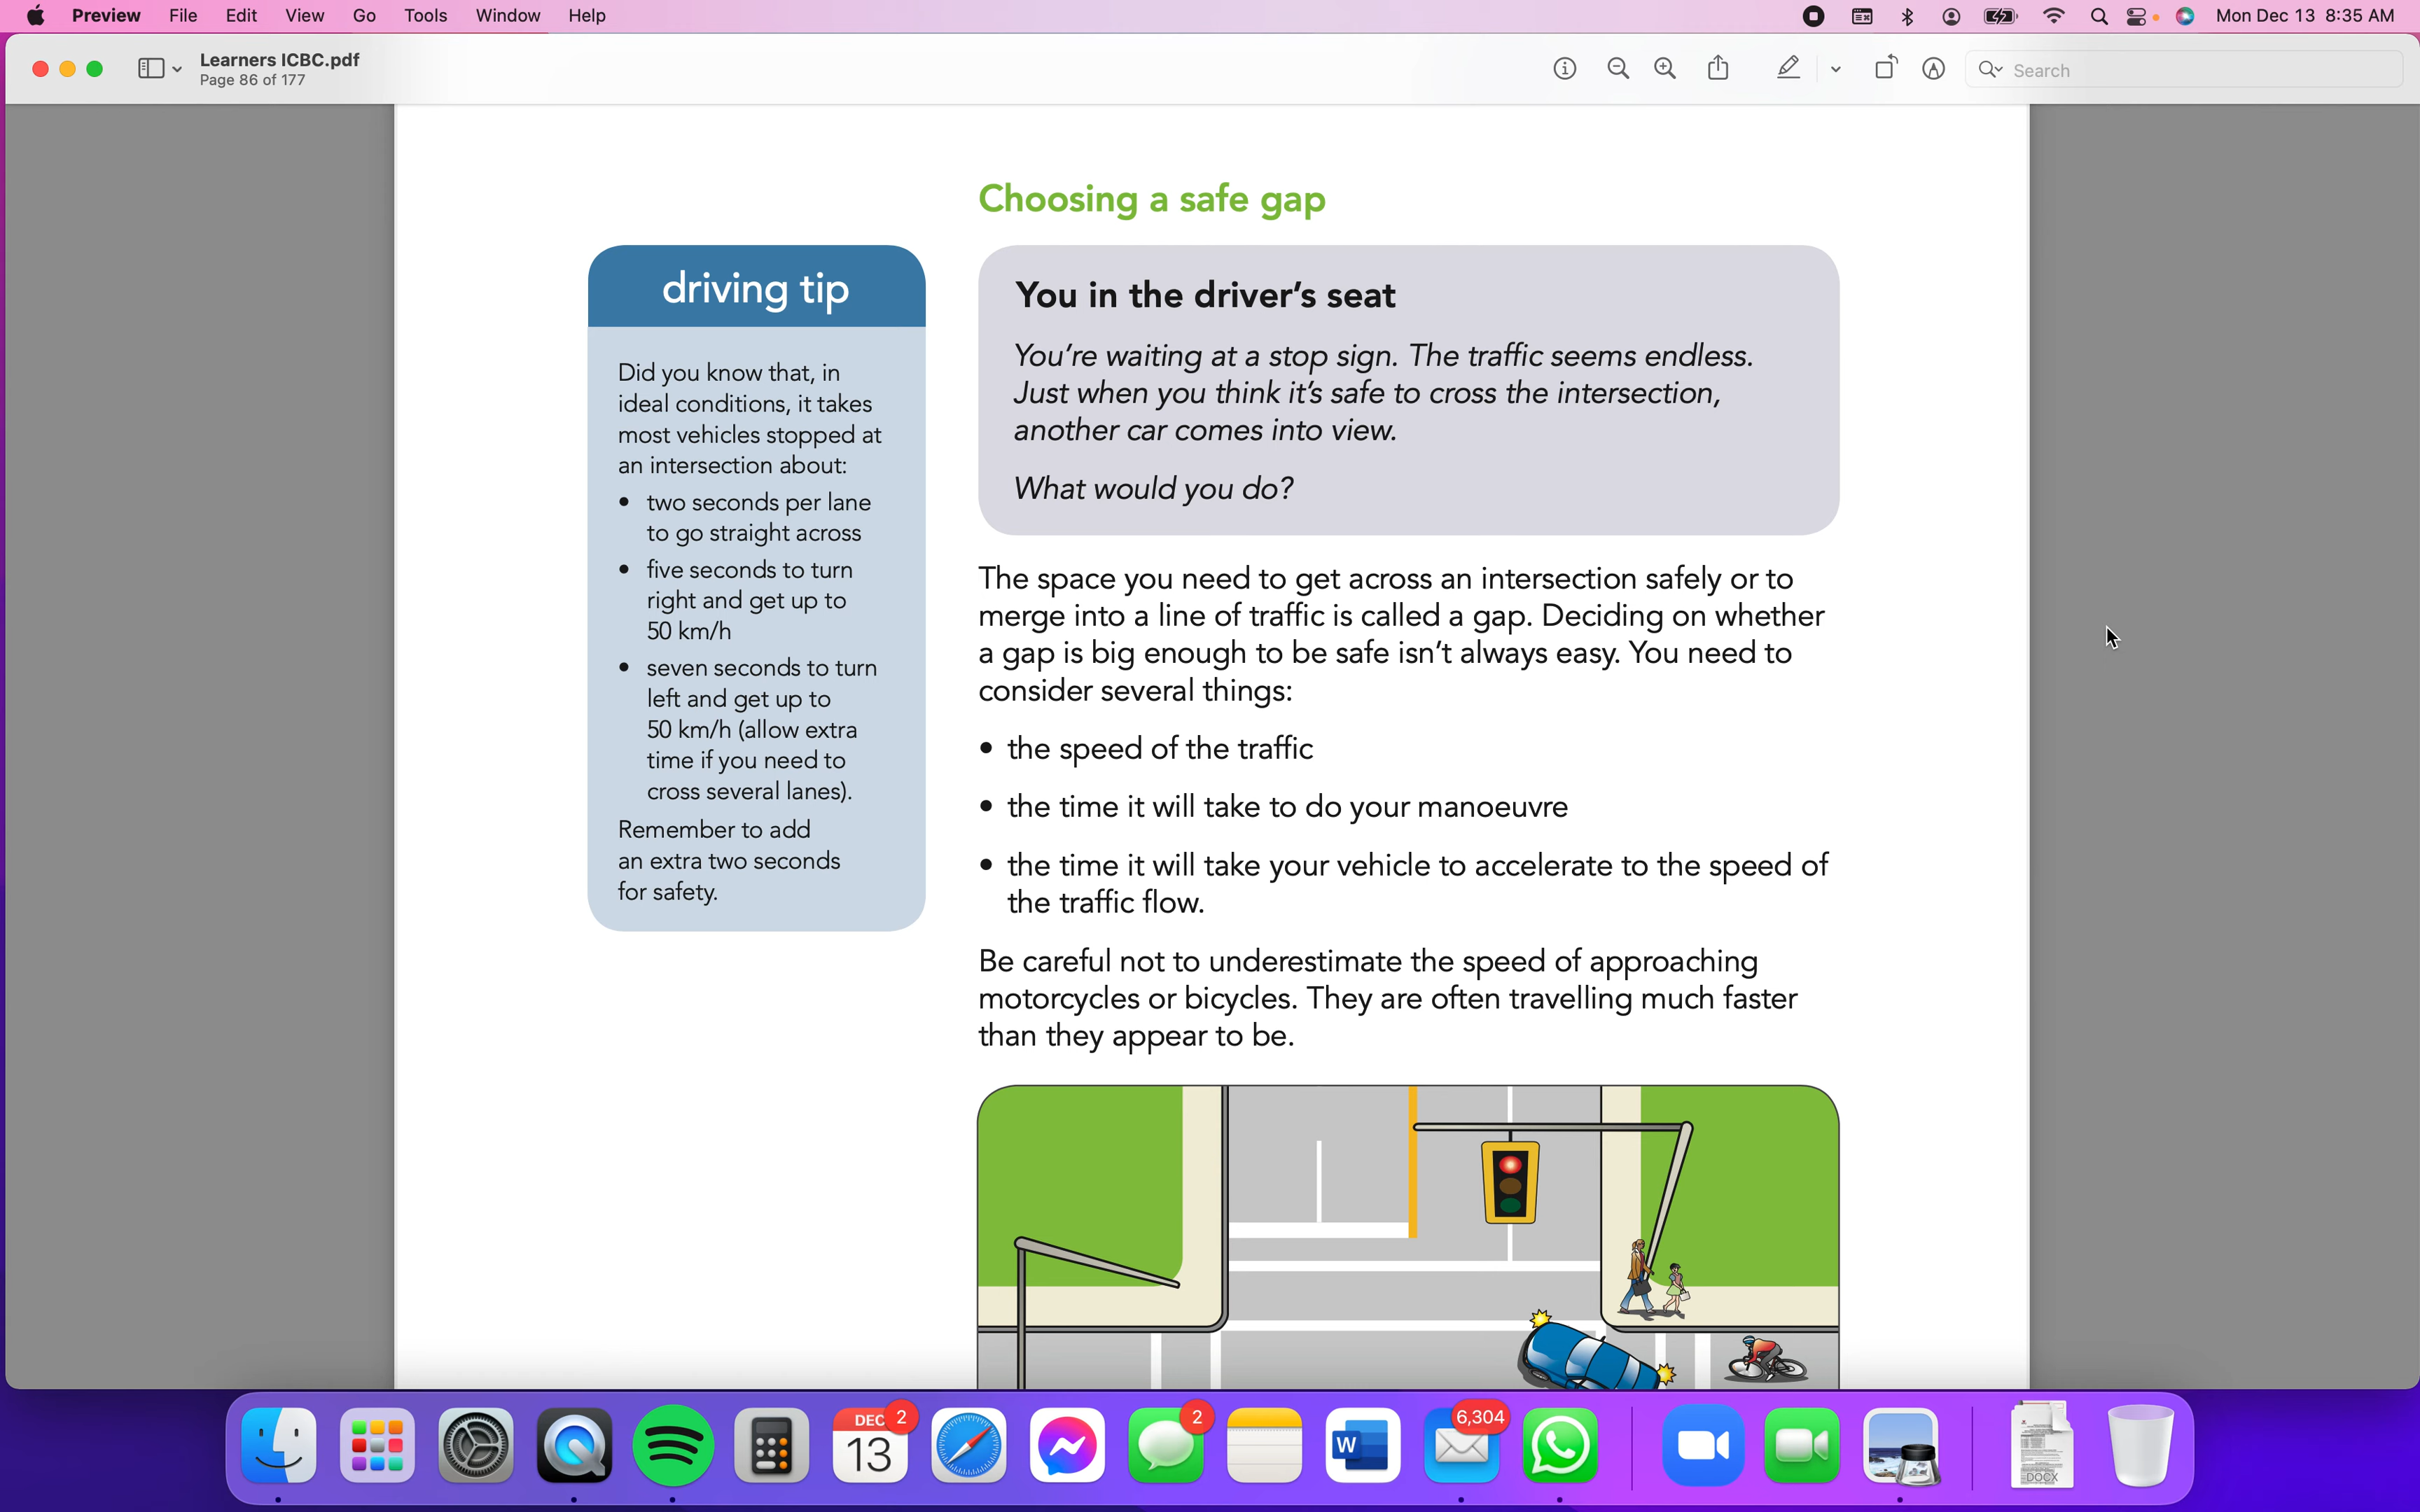 Preview File Edit View Go Tools Window Help Mon Dec 13 8:35 AM
Learners ICBC.pdf
Page 86 of 177
Search
Choosing a safe gap
driving tip
Did you know that, in
ideal conditions, it takes
most vehicles stopped at
an intersection about:
• two seconds per lane
to go straight across
• five seconds to turn
right and get up to
50 km/h
• seven seconds to turn
left and get up to
50 km/h (allow extra
time if you need to
cross several lanes).
Remember to add
an extra two seconds
for safety.
You in the driver's seat
You're waiting at a stop sign. The traffic seems endless.
Just when you think it's safe to cross the intersection,
another car comes into view.
What would you do?
The space you need to get across an intersection safely or to
merge into a line of traffic is called a gap. Deciding on whether
a gap is big enough to be safe isn't always easy. You need to
consider several things:
• the speed of the traffic
• the time it will take to do your manoeuvre
• the time it will take your vehicle to accelerate to the speed of
the traffic flow.
Be careful not to underestimate the speed of approaching
motorcycles or bicycles. They are often travelling much faster
than they appear to be.
DEC 2
13
2
W
6,304
DOCX